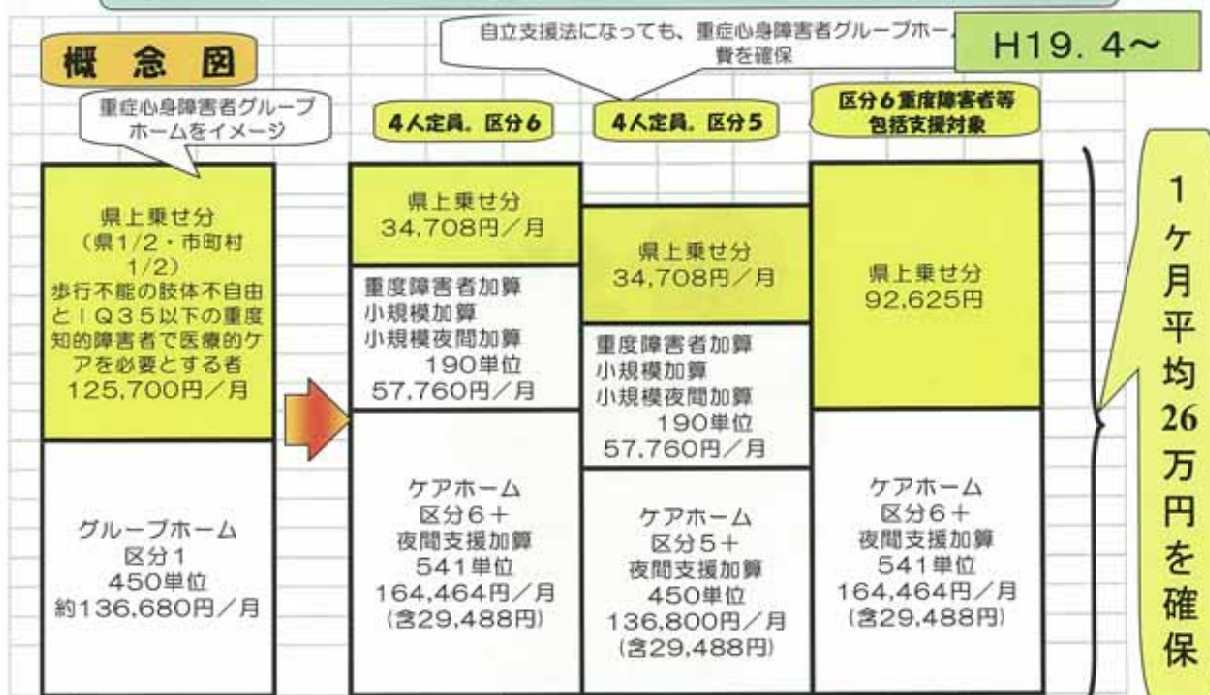 概念図
自立支援法になっても、重症心身障害者グループホーム
費を確保
H19.4～
重症心身障害者グループ
ホームをイメージ
4人定員。区分6
4人定員。区分5
区分6重度障害者等
包括支援対象
県上乗せ分
（県1/2・市町村
1/2）
歩行不能の肢体不自由
とIQ35以下の重度
知的障害者で医療的ケ
アを必要とする者
125,700円／月
グループホーム
区分1
450単位
約136,680円／月
県上乗せ分
34,708円／月
重度障害者加算
小規模加算
小規模夜間加算
190単位
57,760円／月
ケアホーム
区分6＋
夜間支援加算
541単位
164,464円／月
(含29,488円)
県上乗せ分
34,708円／月
重度障害者加算
小規模加算
小規模夜間加算
190単位
57,760円／月
ケアホーム
区分5＋
夜間支援加算
450単位
136,800円／月
(含29,488円)
県上乗せ分
92,625円
ケアホーム
区分6＋
夜間支援加算
541単位
164,464円／月
(含29,488円)
1ヶ月平均26万円を確保